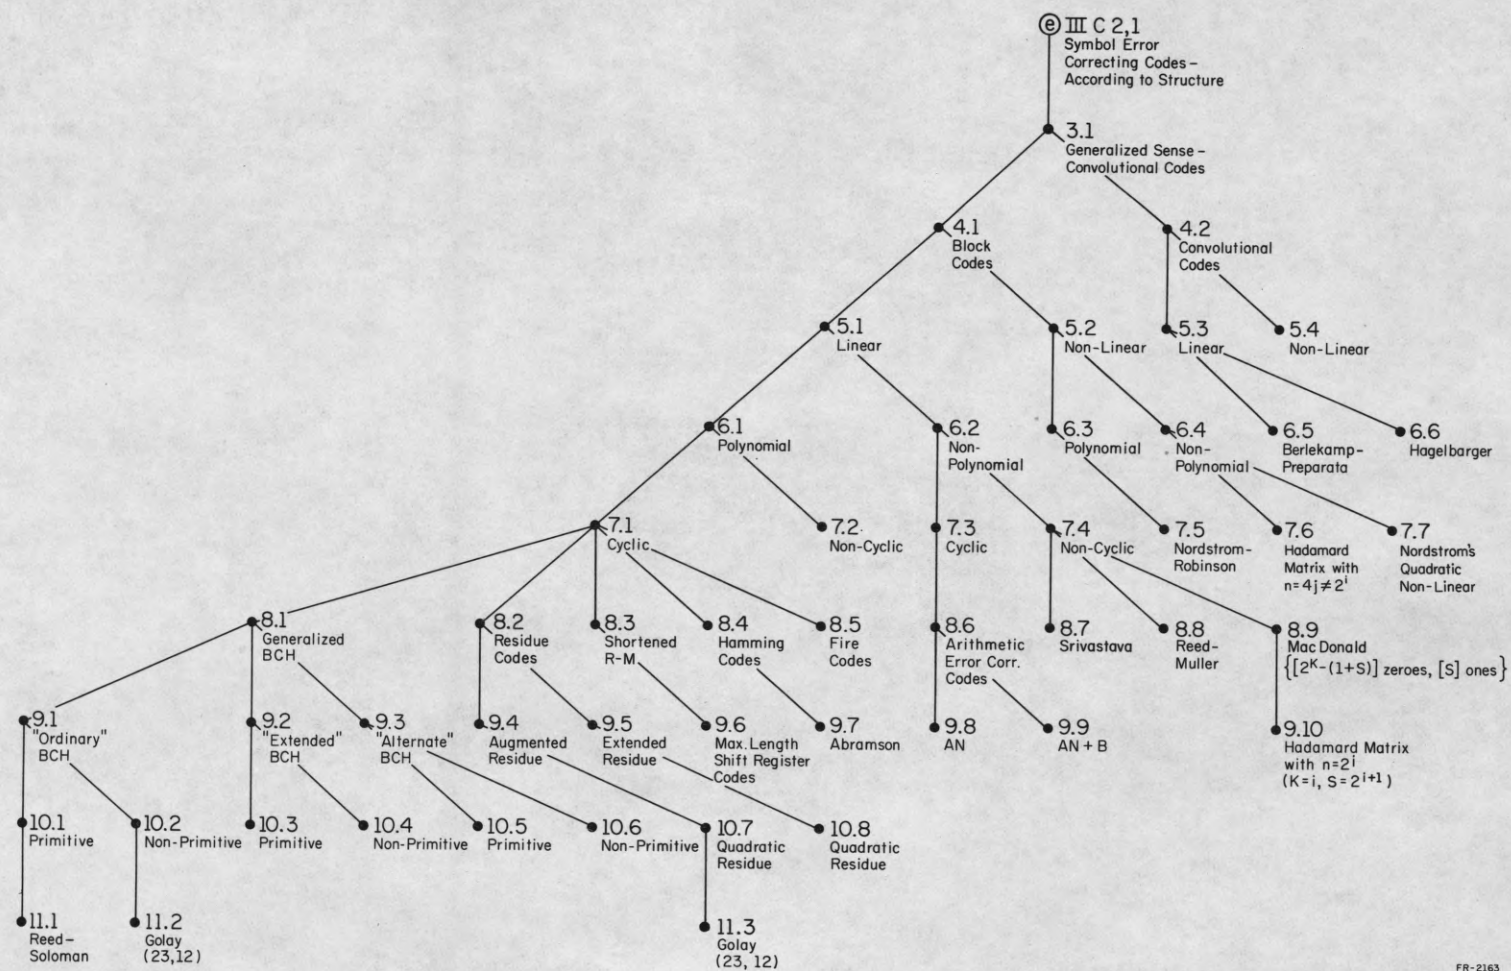 ⓔ III C 2,1
Symbol Error
Correcting Codes –
According to Structure
3.1
Generalized Sense –
Convolutional Codes
4.1
Block
Codes
4.2
Convolutional
Codes
5.1
Linear
5.2
Non-Linear
5.3
Linear
5.4
Non-Linear
6.1
Polynomial
6.2
Non-
Polynomial
6.3
Polynomial
6.4
Non-
Polynomial
6.5
Berlekamp-
Preparata
6.6
Hagelbarger
7.1
Cyclic
7.2
Non-Cyclic
7.3
Cyclic
7.4
Non-Cyclic
7.5
Nordstrom-
Robinson
7.6
Hadamard
Matrix with
n=4j≠2^i
7.7
Nordstrom's
Quadratic
Non-Linear
8.1
Generalized
BCH
8.2
Residue
Codes
8.3
Shortened
R-M
8.4
Hamming
Codes
8.5
Fire
Codes
8.6
Arithmetic
Error Corr.
Codes
8.7
Srivastava
8.8
Reed-
Muller
8.9
Mac Donald
{[2^K-(1+S)] zeroes, [S] ones}
9.1
"Ordinary"
BCH
9.2
"Extended"
BCH
9.3
"Alternate"
BCH
9.4
Augmented
Residue
9.5
Extended
Residue
9.6
Max. Length
Shift Register
Codes
9.7
Abramson
9.8
AN
9.9
AN + B
9.10
Hadamard Matrix
with n=2^i
(K=i, S=2^i+1)
10.1
Primitive
10.2
Non-Primitive
10.3
Primitive
10.4
Non-Primitive
10.5
Primitive
10.6
Non-Primitive
10.7
Quadratic
Residue
10.8
Quadratic
Residue
11.1
Reed-
Soloman
11.2
Golay
(23,12)
11.3
Golay
(23, 12)
FR-2163